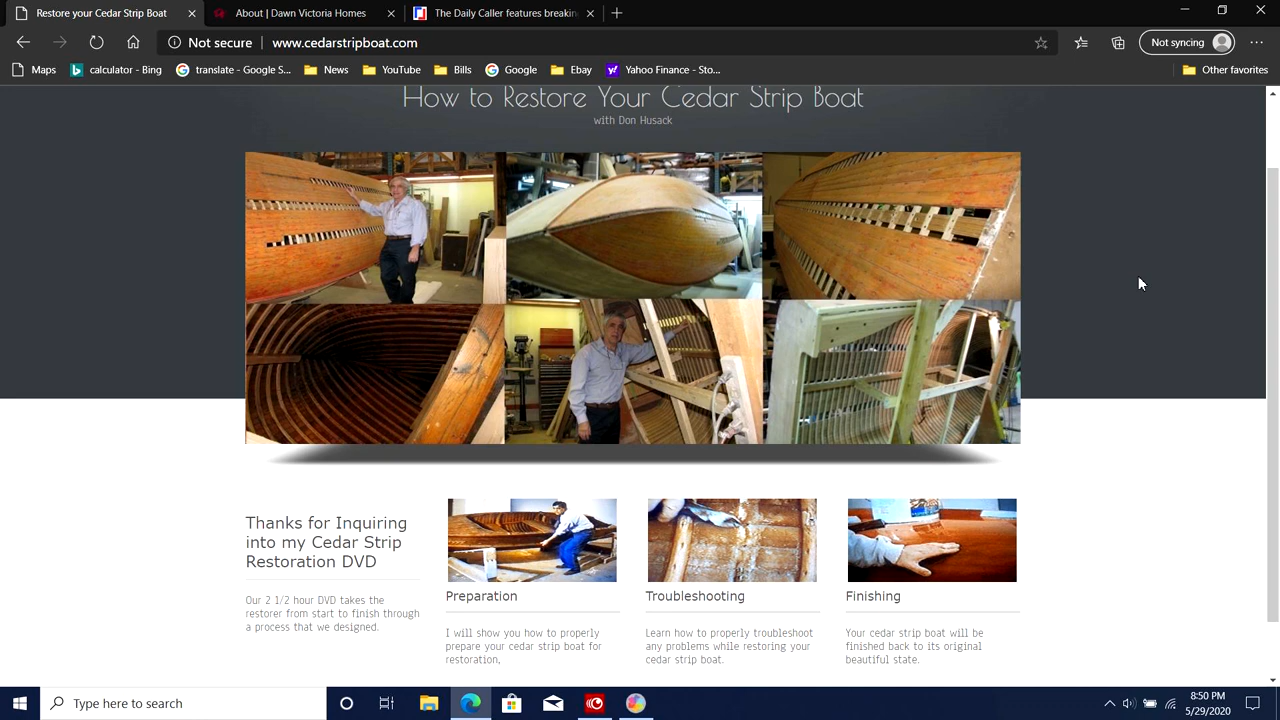 Restore your Cedar Strip Boat
About | Dawn Victoria Homes
The Daily Caller features breakin
Not secure
www.cedarstripboat.com
Not syncing
Maps
calculator - Bing
translate - Google S...
News
YouTube
Bills
Google
Ebay
Yahoo Finance - Sto...
Other favorites
How to Restore Your Cedar Strip Boat
with Don Husack
Thanks for Inquiring
into my Cedar Strip
Restoration DVD
Our 2 1/2 hour DVD takes the
restorer from start to finish through
a process that we designed.
Preparation
I will show you how to properly
prepare your cedar strip boat for
restoration,
Troubleshooting
Learn how to properly troubleshoot
any problems while restoring your
cedar strip boat.
Finishing
Your cedar strip boat will be
finished back to its original
beautiful state.
Type here to search
8:50 PM
5/29/2020